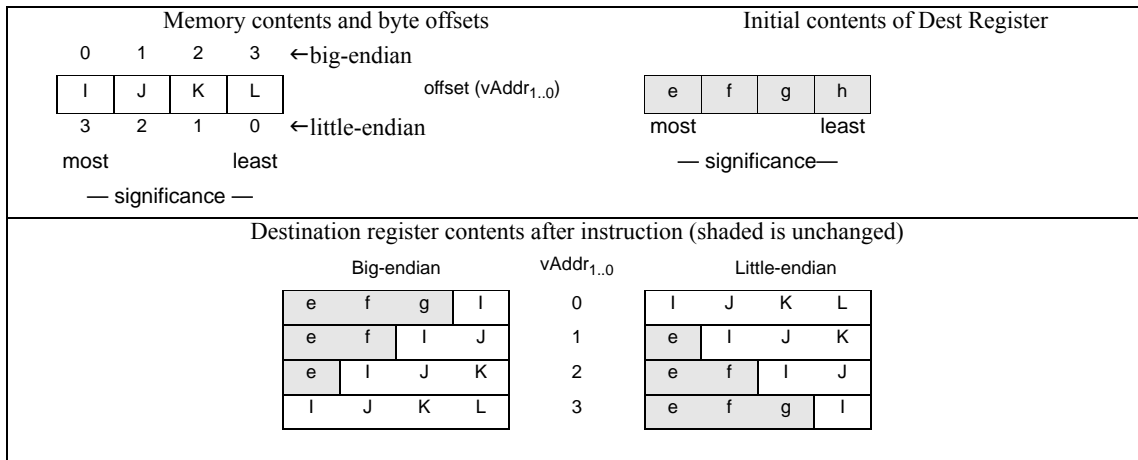 Memory contents and byte offsets
Initial contents of Dest Register
0 1 2 3 ←big-endian
I J K L
offset (vAddr1..0)
e f g h
3 2 1 0 ←little-endian
most least
most least
— significance —
— significance—
Destination register contents after instruction (shaded is unchanged)
Big-endian vAddr1..0 Little-endian
e f g I 0 I J K L
e f I J 1 e I J K
e I J K 2 e f I J
I J K L 3 e f g I